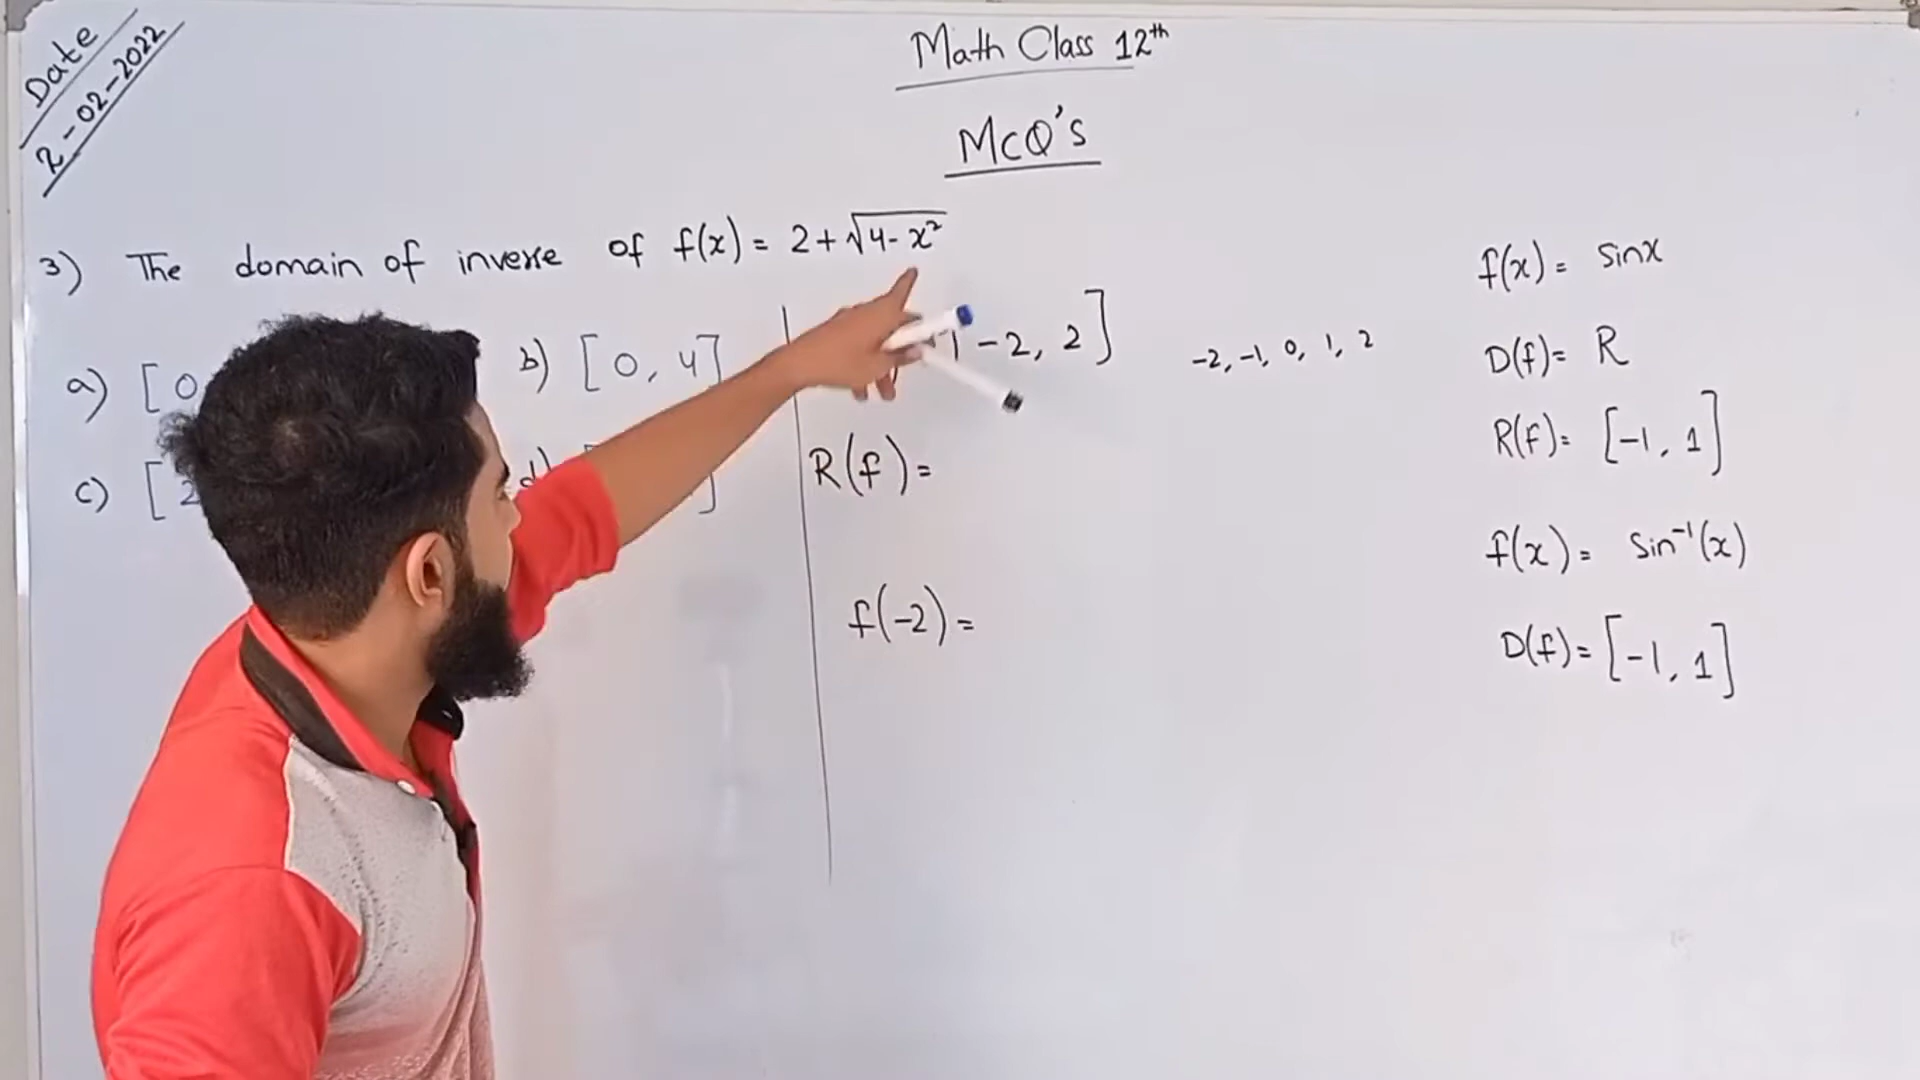 Date
2-02-2022
Math Class 12th
MCQ's
3) The domain of inverse of f(x) = 2+√4-x²
a) [0
b) [0, 4]
c) [2
d) [
]
-2, 2]
-2, -1, 0, 1, 2
R(f) =
f(-2) =
f(x) = Sinx
D(f) = R
R(f) = [-1, 1]
f(x) = Sin⁻¹(x)
D(f) = [-1, 1]